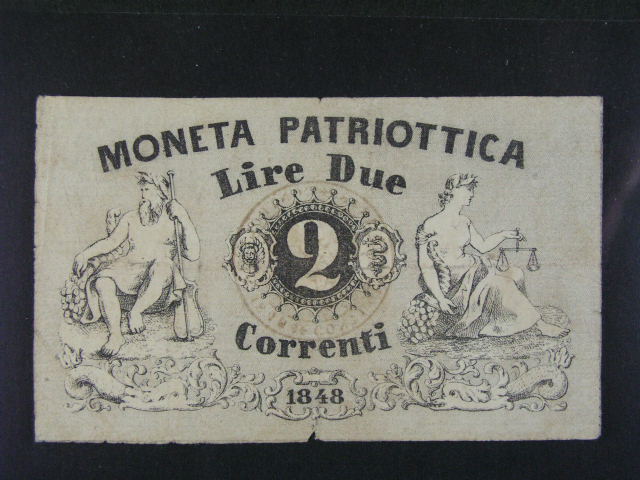 MONETA PATRIOTTICA
Lire Due
2
Correnti
1848